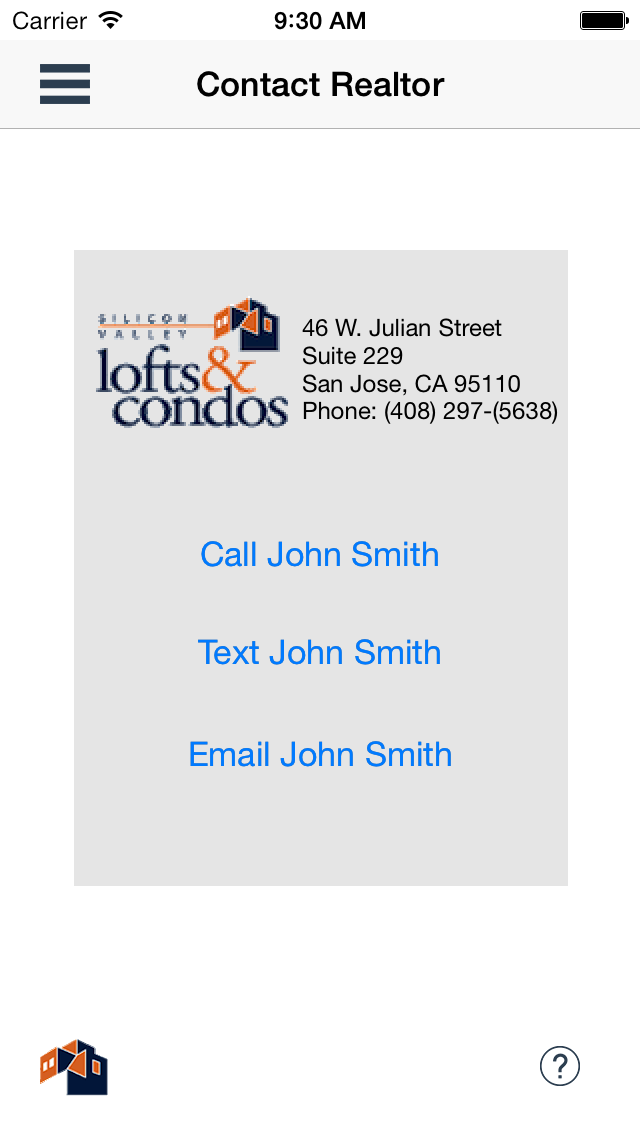 Carrier 9:30 AM
Contact Realtor
SILICON
VALLEY
lofts&
condos
46 W. Julian Street
Suite 229
San Jose, CA 95110
Phone: (408) 297-(5638)
Call John Smith
Text John Smith
Email John Smith
?